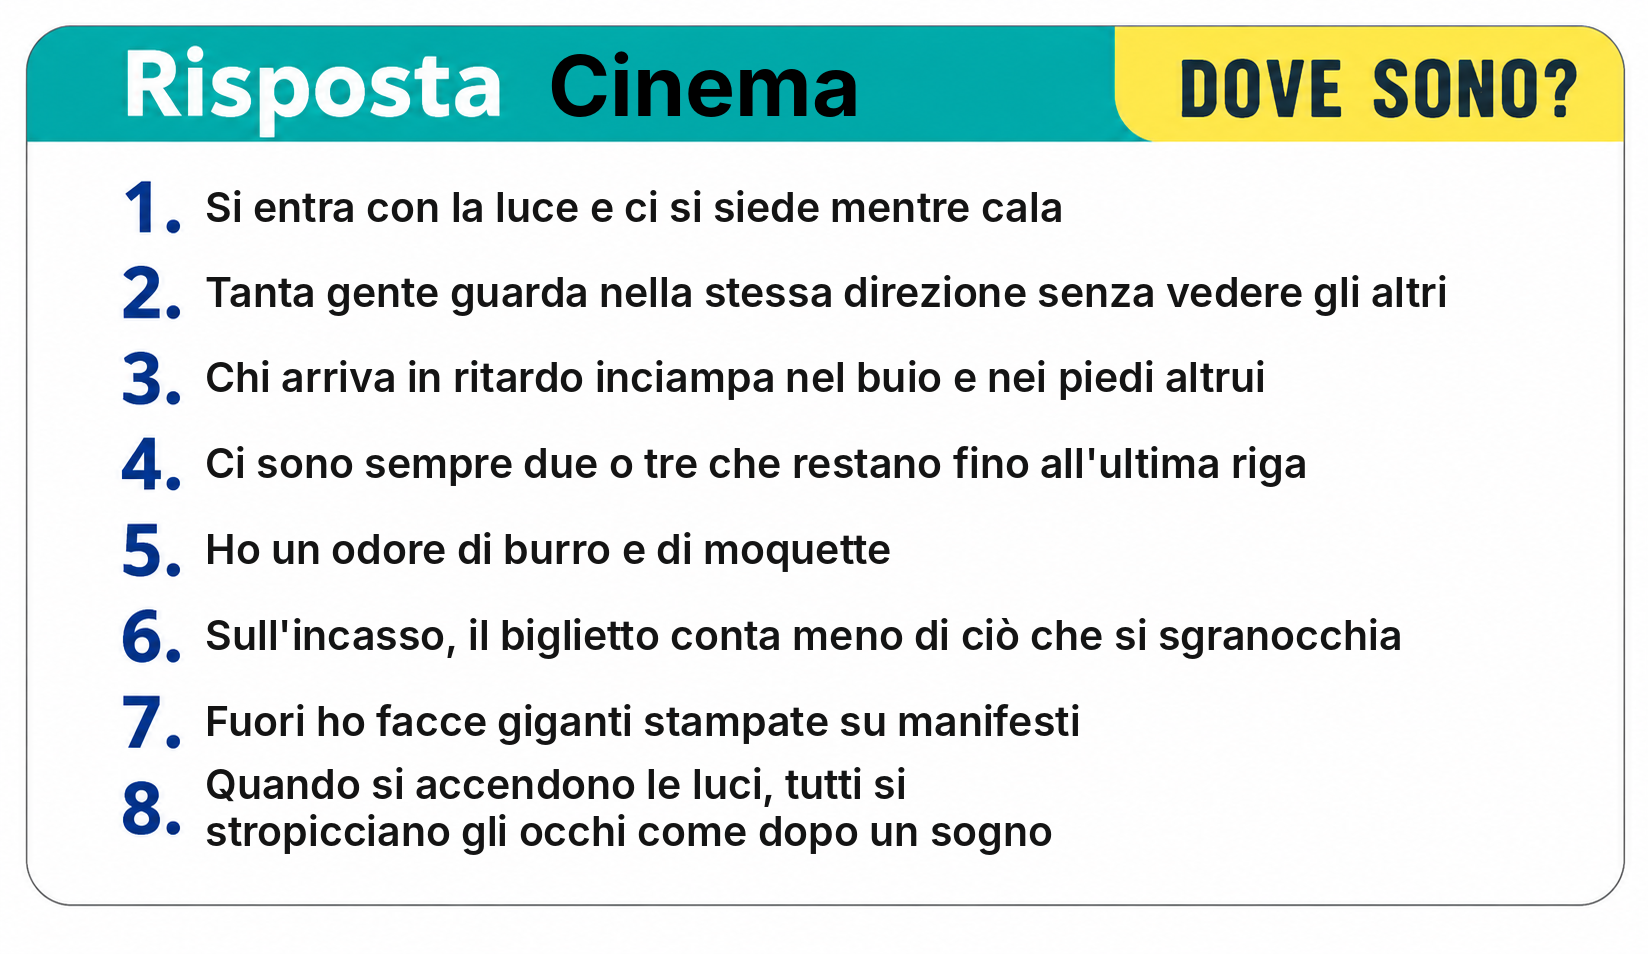 Risposta Cinema DOVE SONO?
1. Si entra con la luce e ci si siede mentre cala
2. Tanta gente guarda nella stessa direzione senza vedere gli altri
3. Chi arriva in ritardo inciampa nel buio e nei piedi altrui
4. Ci sono sempre due o tre che restano fino all'ultima riga
5. Ho un odore di burro e di moquette
6. Sull'incasso, il biglietto conta meno di ciò che si sgranocchia
7. Fuori ho facce giganti stampate su manifesti
8. Quando si accendono le luci, tutti si
stropicciano gli occhi come dopo un sogno